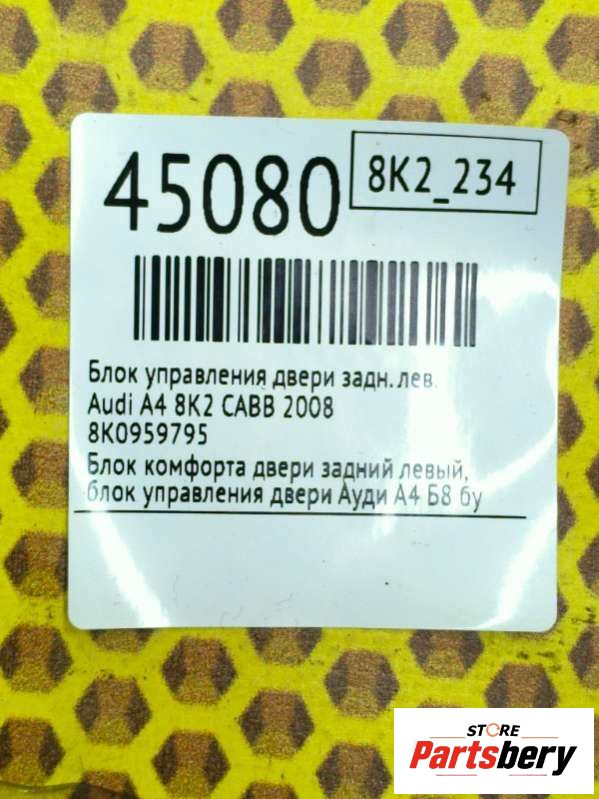 45080
8K2_234
Блок управления двери задн. лев.
Audi A4 8K2 CABB 2008
8K0959795
Блок комфорта двери задний левый,
блок управления двери Ауди А4 Б8 бу
STORE
Partsbery